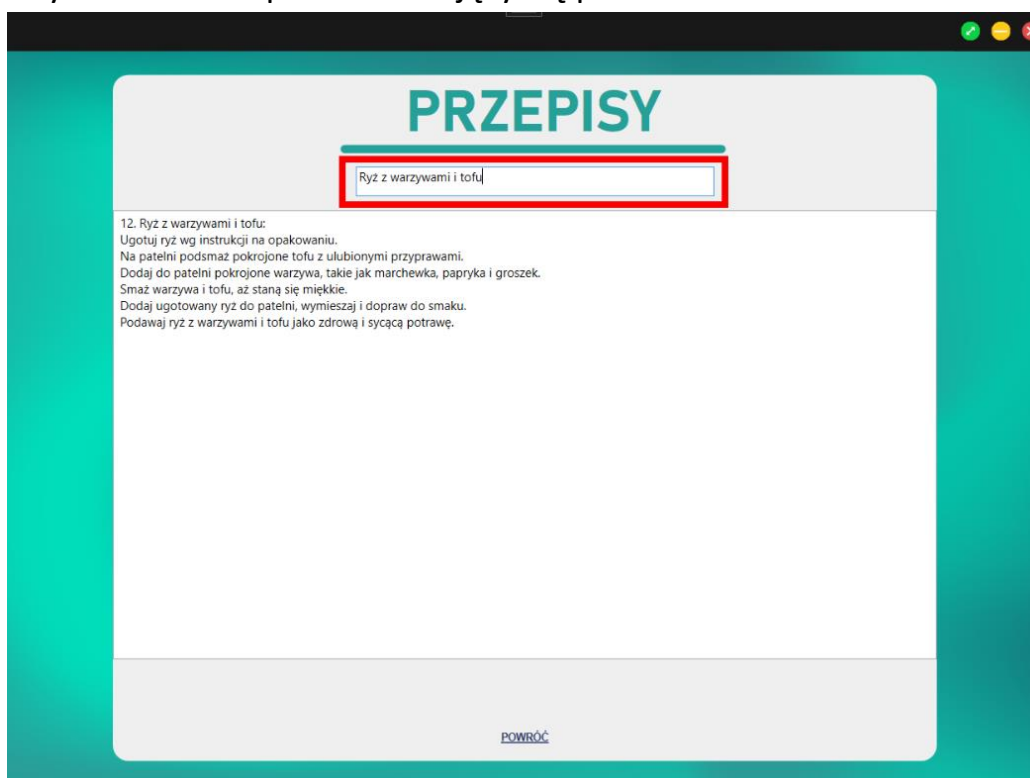 PRZEPISY
Ryż z warzywami i tofu
12. Ryż z warzywami i tofu:
Ugotuj ryż wg instrukcji na opakowaniu.
Na patelni podsmaż pokrojone tofu z ulubionymi przyprawami.
Dodaj do patelni pokrojone warzywa, takie jak marchewka, papryka i groszek.
Smaż warzywa i tofu, aż staną się miękkie.
Dodaj ugotowany ryż do patelni, wymieszaj i dopraw do smaku.
Podawaj ryż z warzywami i tofu jako zdrową i sycącą potrawę.
POWRÓĆ